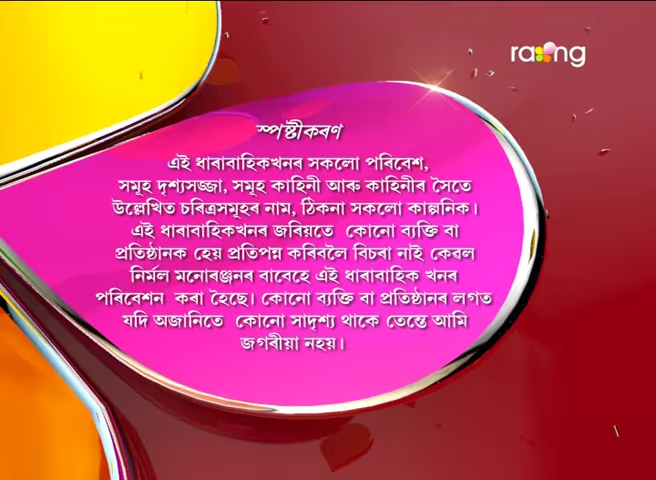 rang
স্পষ্টীকৰণ
এই ধাৰাবাহিকখনৰ সকলো পৰিবেশ,
সমূহ দৃশ্যসজ্জা, সমূহ কাহিনী আৰু কাহিনীৰ সৈতে
উল্লেখিত চৰিত্ৰসমূহৰ নাম, ঠিকনা সকলো কাল্পনিক।
এই ধাৰাবাহিকখনৰ জৰিয়তে কোনো ব্যক্তি বা
প্ৰতিষ্ঠানক হেয় প্ৰতিপন্ন কৰিবলৈ বিচৰা নাই কেৱল
নিৰ্মল মনোৰঞ্জনৰ বাবেহে এই ধাৰাবাহিক খনৰ
পৰিবেশন কৰা হৈছে। কোনো ব্যক্তি বা প্ৰতিষ্ঠানৰ লগত
যদি অজানিতে কোনো সাদৃশ্য থাকে তেন্তে আমি
জগৰীয়া নহয়।